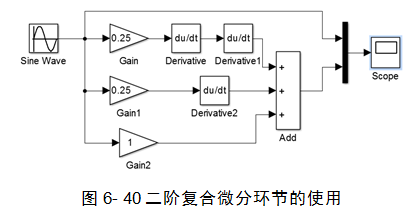 0.25
du/dt
du/dt
Sine Wave
Gain
Derivative
Derivative1
Scope
+
0.25
du/dt
+
Gain1
Derivative2
+
Add
1
Gain2
图 6- 40 二阶复合微分环节的使用